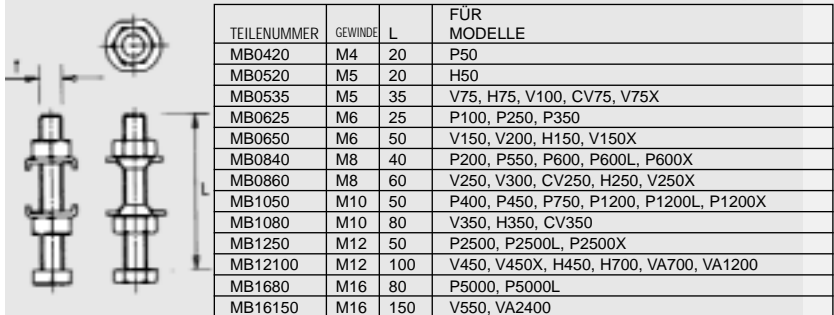 FÜR
TEILENUMMER GEWINDE L MODELLE
MB0420 M4 20 P50
MB0520 M5 20 H50
MB0535 M5 35 V75, H75, V100, CV75, V75X
MB0625 M6 25 P100, P250, P350
MB0650 M6 50 V150, V200, H150, V150X
MB0840 M8 40 P200, P550, P600, P600L, P600X
MB0860 M8 60 V250, V300, CV250, H250, V250X
MB1050 M10 50 P400, P450, P750, P1200, P1200L, P1200X
MB1080 M10 80 V350, H350, CV350
MB1250 M12 50 P2500, P2500L, P2500X
MB12100 M12 100 V450, V450X, H450, H700, VA700, VA1200
MB1680 M16 80 P5000, P5000L
MB16150 M16 150 V550, VA2400
L